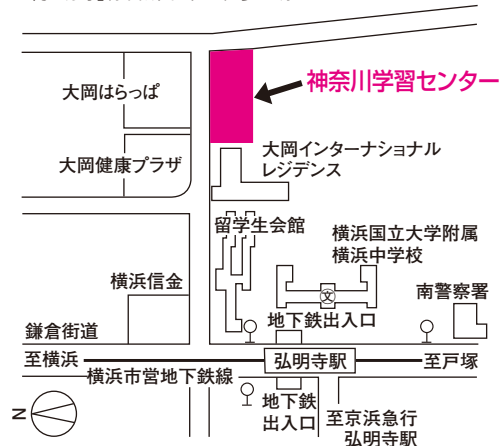 神奈川学習センター
大岡はらっぱ
大岡健康プラザ
大岡インターナショナル
レジデンス
留学生会館
横浜国立大学附属
横浜中学校
文
横浜信金
南警察署
地下鉄出入口
鎌倉街道
至横浜
弘明寺駅
至戸塚
横浜市営地下鉄線
地下鉄
出入口
至京浜急行
弘明寺駅
N